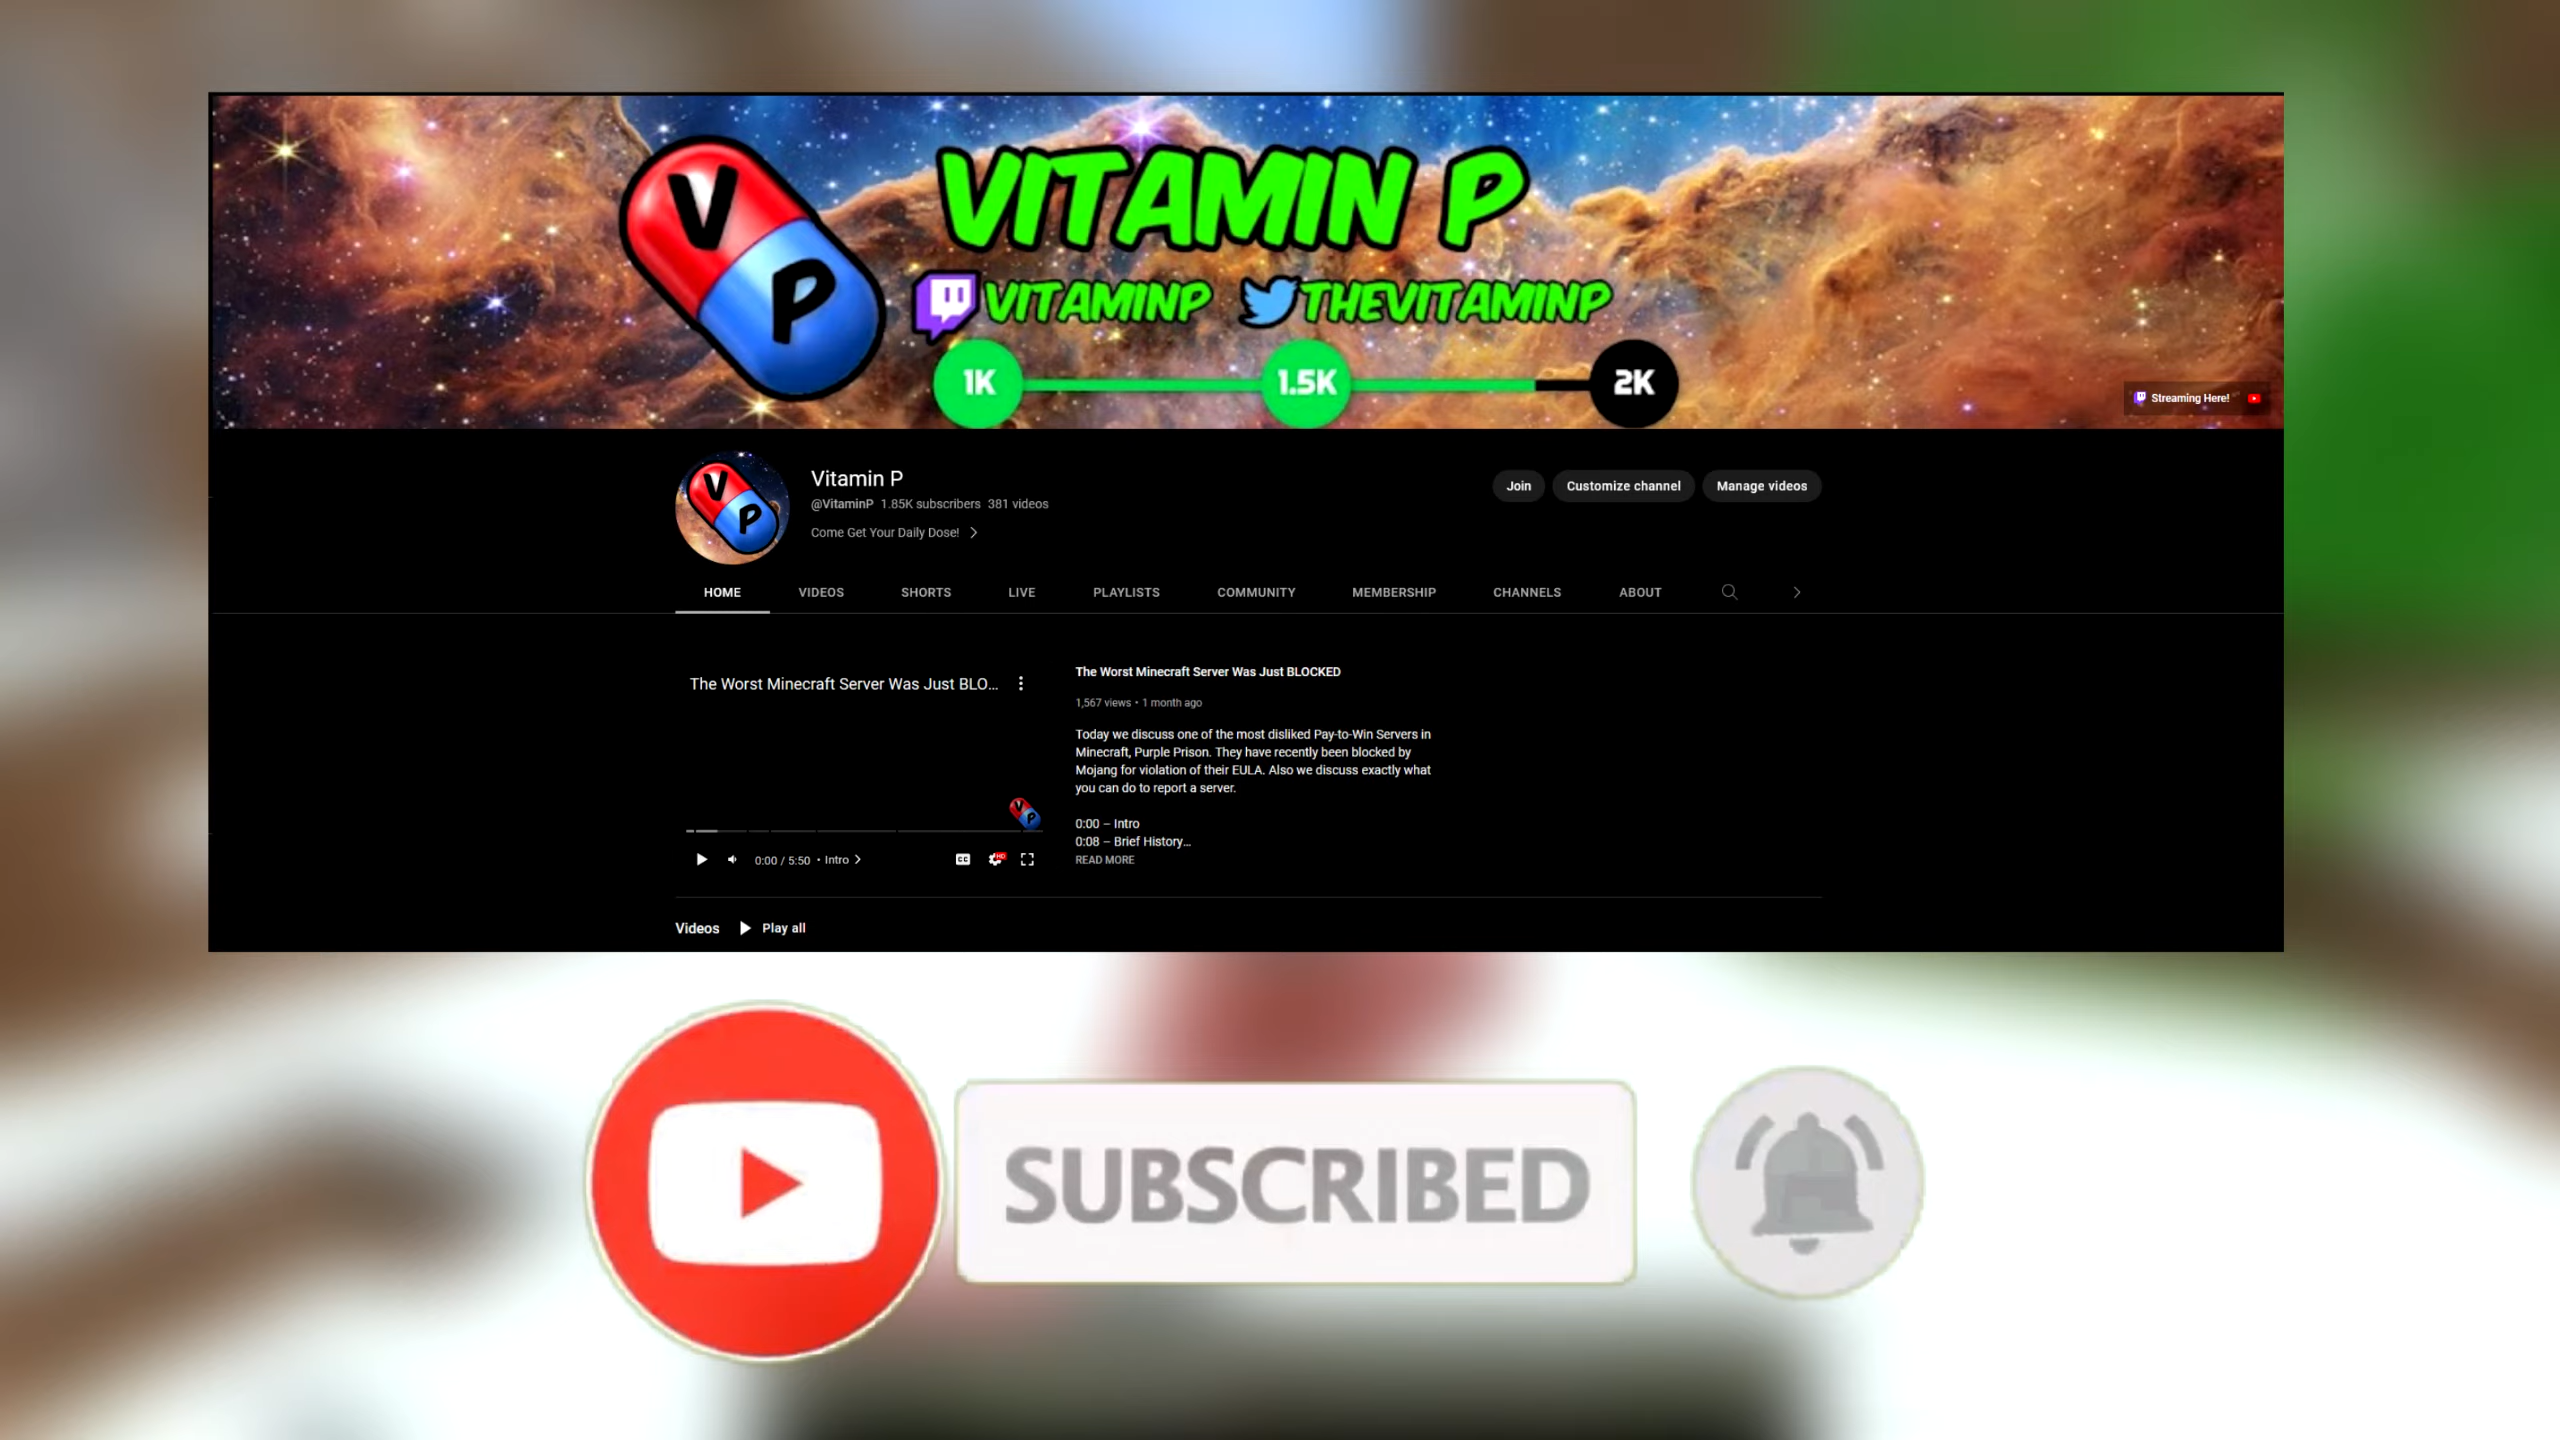 V
P
VITAMIN P
VITAMINP THEVITAMINP
1K 1.5K 2K
Streaming Here!
V
P
Vitamin P
@VitaminP 1.85K subscribers 381 videos
Come Get Your Daily Dose!
Join Customize channel Manage videos
HOME VIDEOS SHORTS LIVE PLAYLISTS COMMUNITY MEMBERSHIP CHANNELS ABOUT
The Worst Minecraft Server Was Just BLO...
The Worst Minecraft Server Was Just BLOCKED
1,567 views • 1 month ago
Today we discuss one of the most disliked Pay-to-Win Servers in
Minecraft, Purple Prison. They have recently been blocked by
Mojang for violation of their EULA. Also we discuss exactly what
you can do to report a server.
0:00 – Intro
0:08 – Brief History...
READ MORE
V
P
0:00 / 5:50 • Intro
CC
HD
Videos Play all
SUBSCRIBED